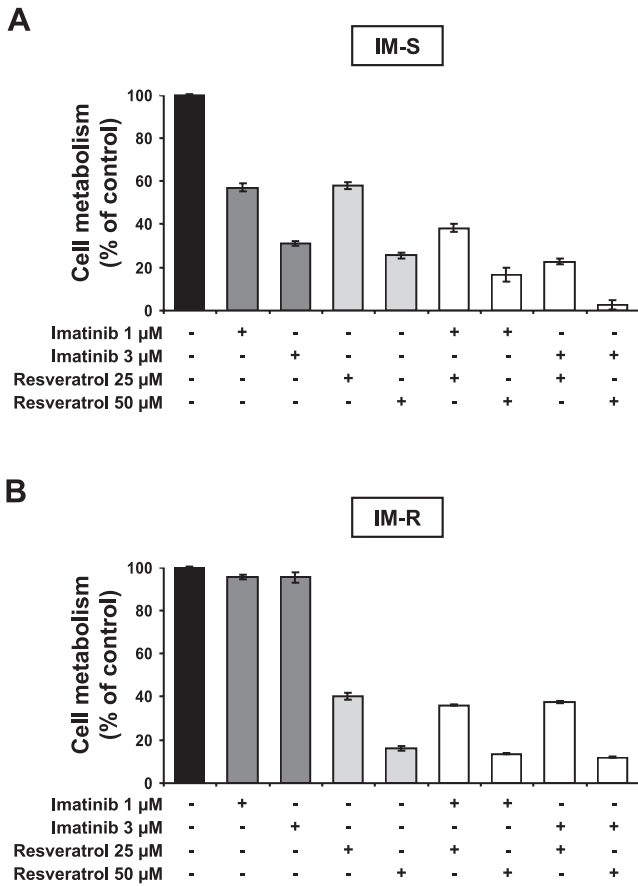 A
IM-S
Cell metabolism
(% of control)
100
80
60
40
20
0
Imatinib 1 µM - + - - - + + - -
Imatinib 3 µM - - + - - - - + +
Resveratrol 25 µM - - - + - + - + -
Resveratrol 50 µM - - - - + - + - +
B
IM-R
Cell metabolism
(% of control)
100
80
60
40
20
0
Imatinib 1 µM - + - - - + + - -
Imatinib 3 µM - - + - - - - + +
Resveratrol 25 µM - - - + - + - + -
Resveratrol 50 µM - - - - + - + - +